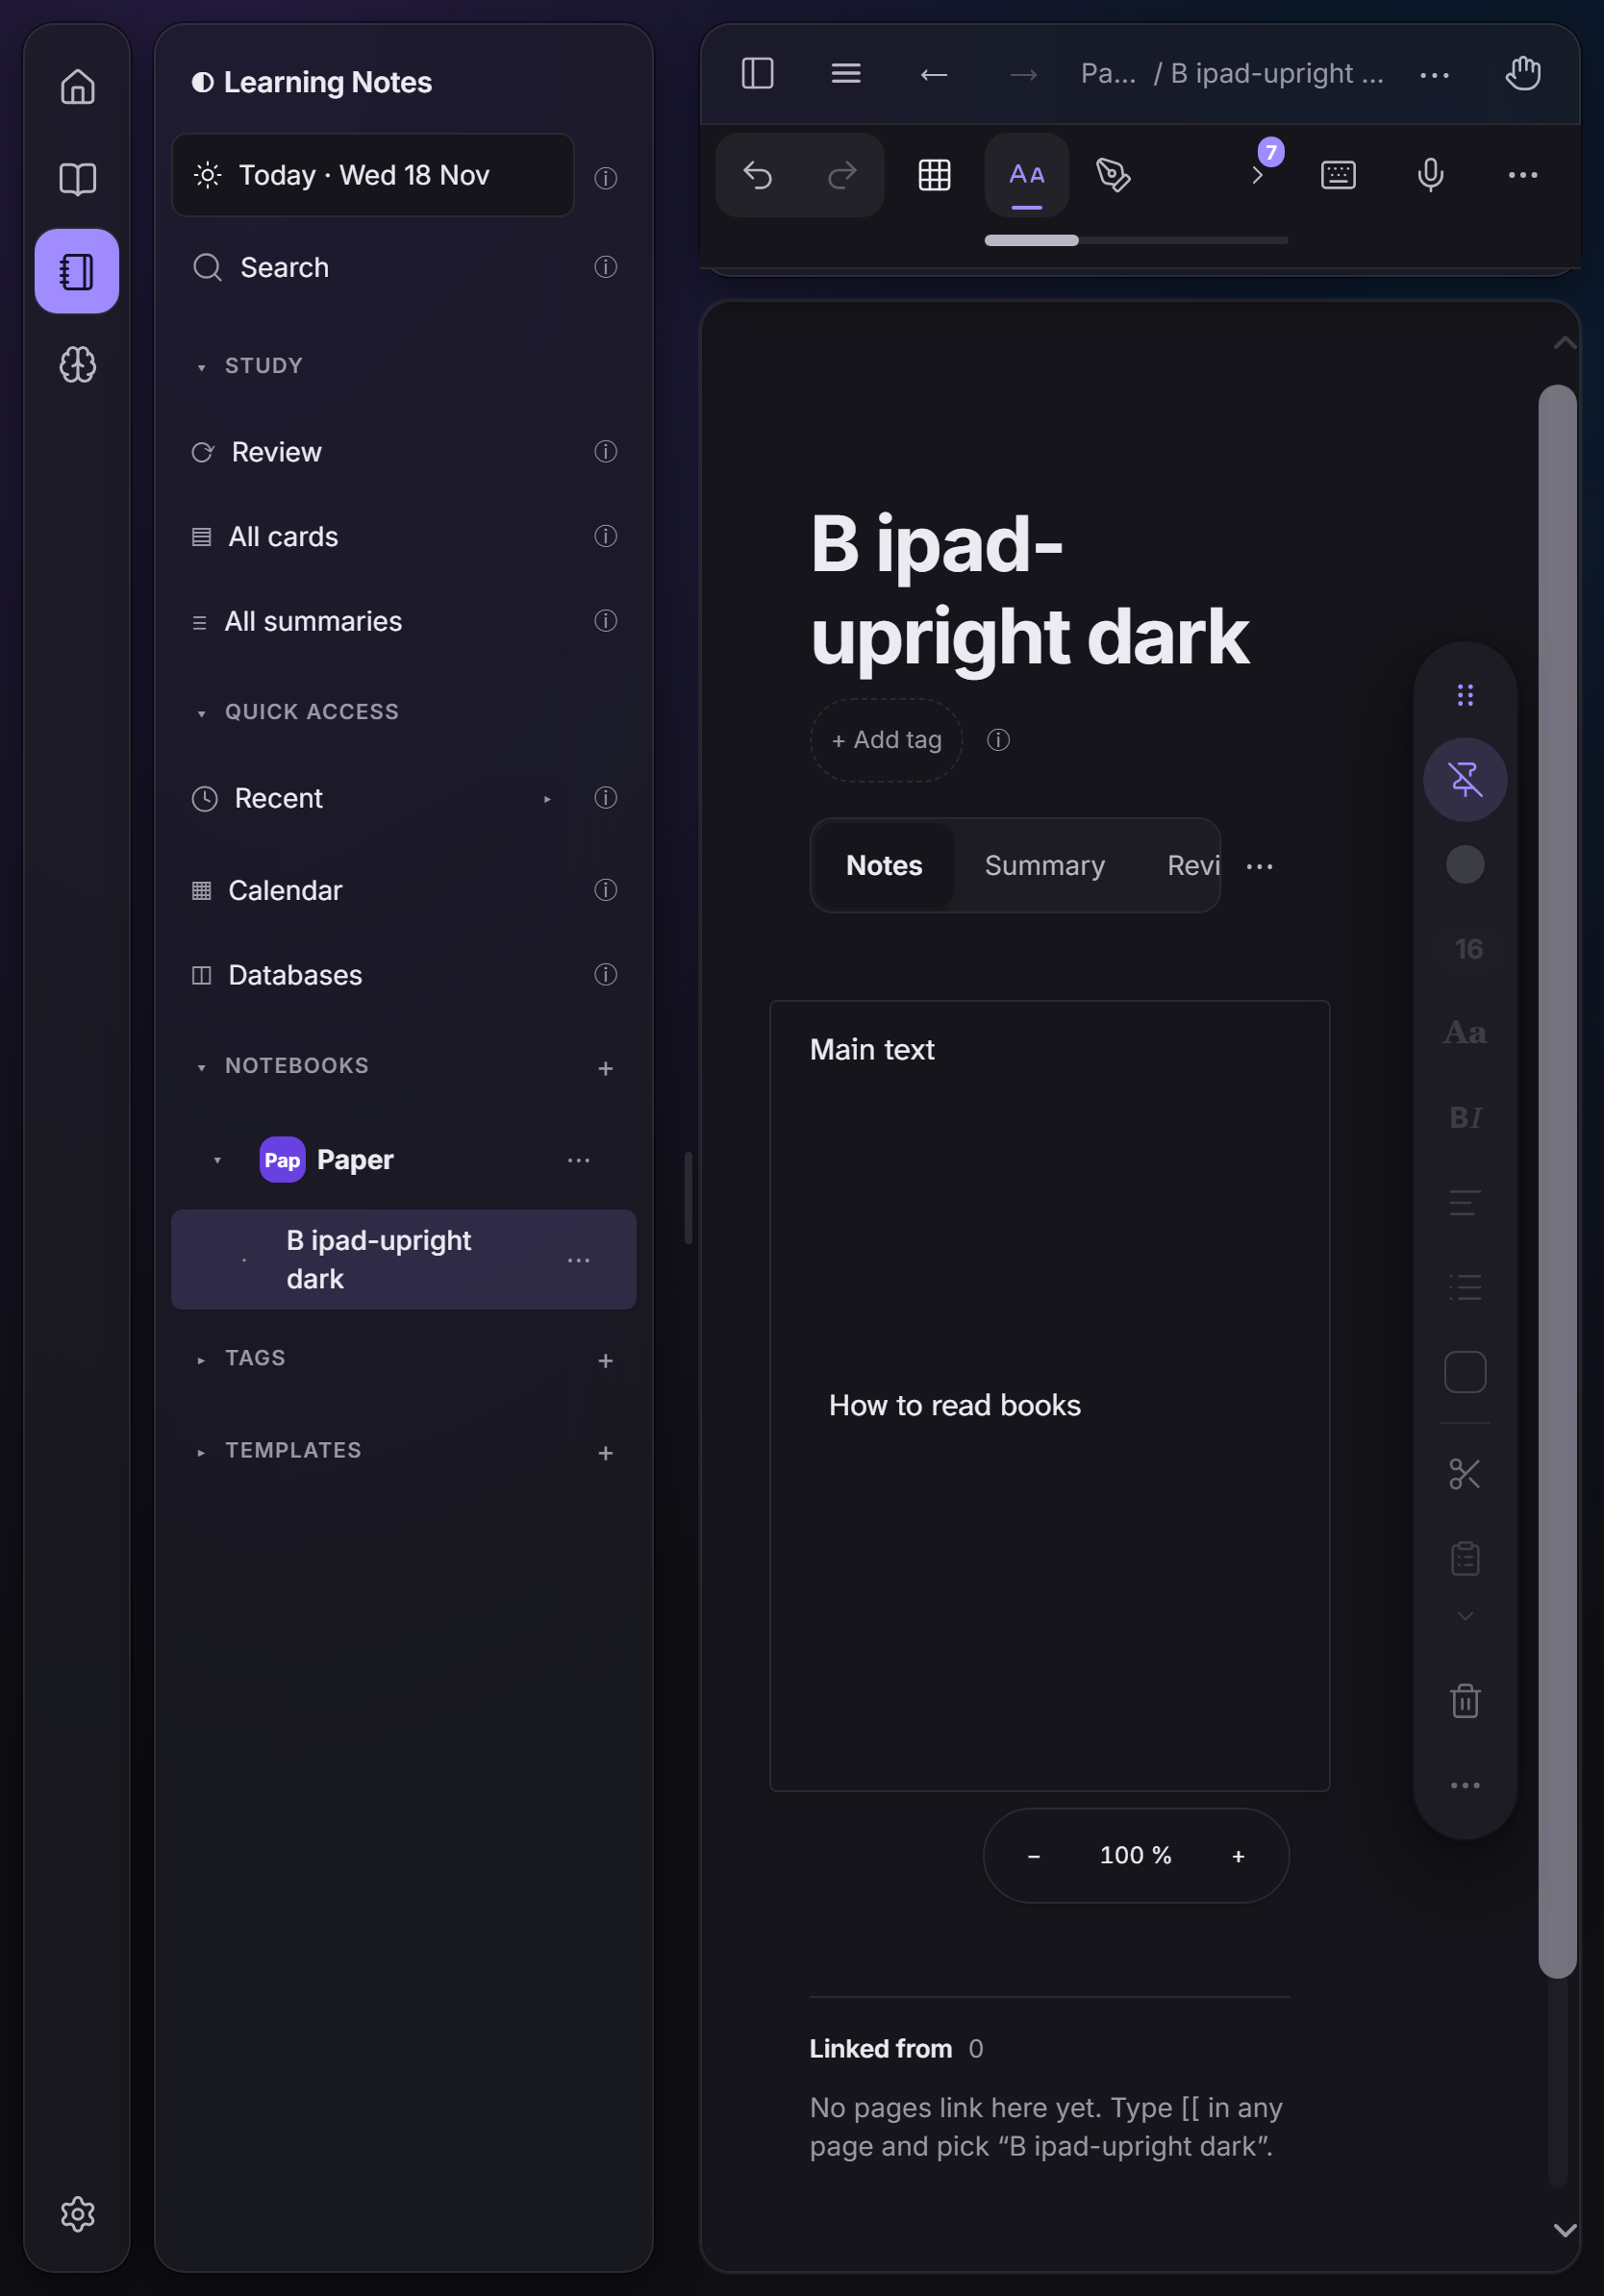 Learning Notes
Today · Wed 18 Nov
Search
STUDY
Review
All cards
All summaries
QUICK ACCESS
Recent
Calendar
Databases
NOTEBOOKS
Pap Paper
B ipad-upright
dark
TAGS
TEMPLATES
Pa... / B ipad-upright ...
AA
7
B ipad-
upright dark
+ Add tag
Notes Summary Revi
Main text
How to read books
16
Aa
BI
− 100 % +
Linked from 0
No pages link here yet. Type [[ in any
page and pick “B ipad-upright dark”.